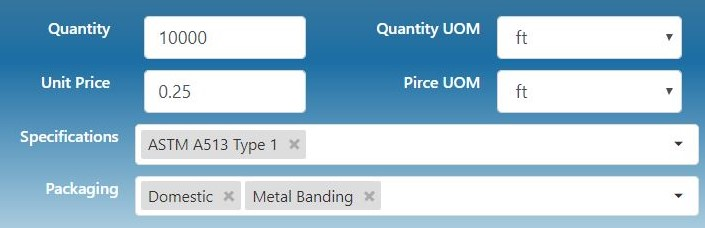 Quantity 10000 Quantity UOM ft
Unit Price 0.25 Pirce UOM ft
Specifications ASTM A513 Type 1 ×
Packaging Domestic × Metal Banding ×